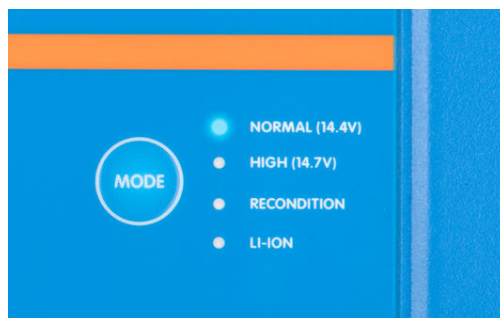 NORMAL (14.4V)
HIGH (14.7V)
MODE
RECONDITION
LI-ION